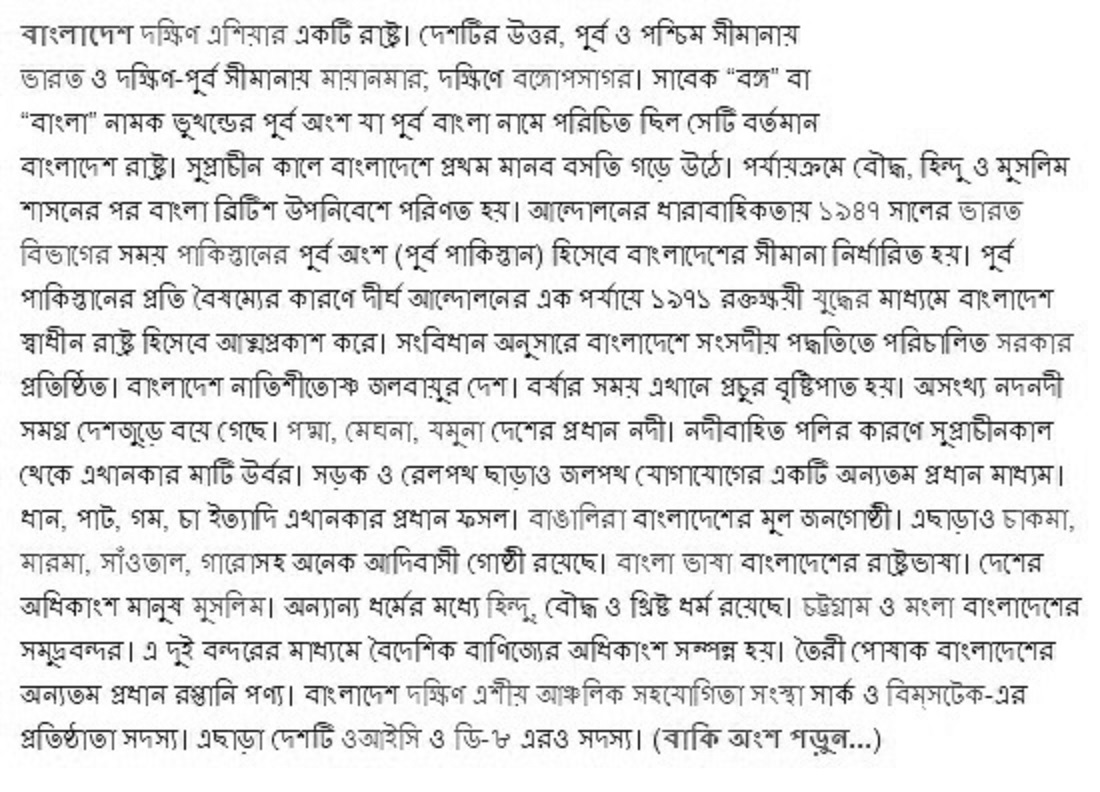 বাংলাদেশ দক্ষিণ এশিয়ার একটি রাষ্ট্র। দেশটির উত্তর, পূর্ব ও পশ্চিম সীমানায়
ভারত ও দক্ষিণ-পূর্ব সীমানায় মায়ানমার; দক্ষিণে বঙ্গোপসাগর। সাবেক “বঙ্গ” বা
“বাংলা” নামক ভুখন্ডের পূর্ব অংশ যা পূর্ব বাংলা নামে পরিচিত ছিল সেটি বর্তমান
বাংলাদেশ রাষ্ট্র। সুপ্রাচীন কালে বাংলাদেশে প্রথম মানব বসতি গড়ে উঠে। পর্যায়ক্রমে বৌদ্ধ, হিন্দু ও মুসলিম
শাসনের পর বাংলা ব্রিটিশ উপনিবেশে পরিণত হয়। আন্দোলনের ধারাবাহিকতায় ১৯৪৭ সালের ভারত
বিভাগের সময় পাকিস্তানের পূর্ব অংশ (পূর্ব পাকিস্তান) হিসেবে বাংলাদেশের সীমানা নির্ধারিত হয়। পূর্ব
পাকিস্তানের প্রতি বৈষম্যের কারণে দীর্ঘ আন্দোলনের এক পর্যায়ে ১৯৭১ রক্তক্ষয়ী যুদ্ধের মাধ্যমে বাংলাদেশ
স্বাধীন রাষ্ট্র হিসেবে আত্মপ্রকাশ করে। সংবিধান অনুসারে বাংলাদেশে সংসদীয় পদ্ধতিতে পরিচালিত সরকার
প্রতিষ্ঠিত। বাংলাদেশ নাতিশীতোষ্ণ জলবায়ুর দেশ। বর্ষার সময় এখানে প্রচুর বৃষ্টিপাত হয়। অসংখ্য নদনদী
সমগ্র দেশজুড়ে বয়ে গেছে। পদ্মা, মেঘনা, যমুনা দেশের প্রধান নদী। নদীবাহিত পলির কারণে সুপ্রাচীনকাল
থেকে এখানকার মাটি উর্বর। সড়ক ও রেলপথ ছাড়াও জলপথ যোগাযোগের একটি অন্যতম প্রধান মাধ্যম।
ধান, পাট, গম, চা ইত্যাদি এখানকার প্রধান ফসল। বাঙালিরা বাংলাদেশের মূল জনগোষ্ঠী। এছাড়াও চাকমা,
মারমা, সাঁওতাল, গারোসহ অনেক আদিবাসী গোষ্ঠী রয়েছে। বাংলা ভাষা বাংলাদেশের রাষ্ট্রভাষা। দেশের
অধিকাংশ মানুষ মুসলিম। অন্যান্য ধর্মের মধ্যে হিন্দু, বৌদ্ধ ও খ্রিষ্ট ধর্ম রয়েছে। চট্টগ্রাম ও মংলা বাংলাদেশের
সমুদ্রবন্দর। এ দুই বন্দরের মাধ্যমে বৈদেশিক বাণিজ্যের অধিকাংশ সম্পন্ন হয়। তৈরী পোষাক বাংলাদেশের
অন্যতম প্রধান রপ্তানি পণ্য। বাংলাদেশ দক্ষিণ এশীয় আঞ্চলিক সহযোগিতা সংস্থা সার্ক ও বিম্‌সটেক-এর
প্রতিষ্ঠাতা সদস্য। এছাড়া দেশটি ওআইসি ও ডি-৮ এরও সদস্য। (বাকি অংশ পড়ুন...)